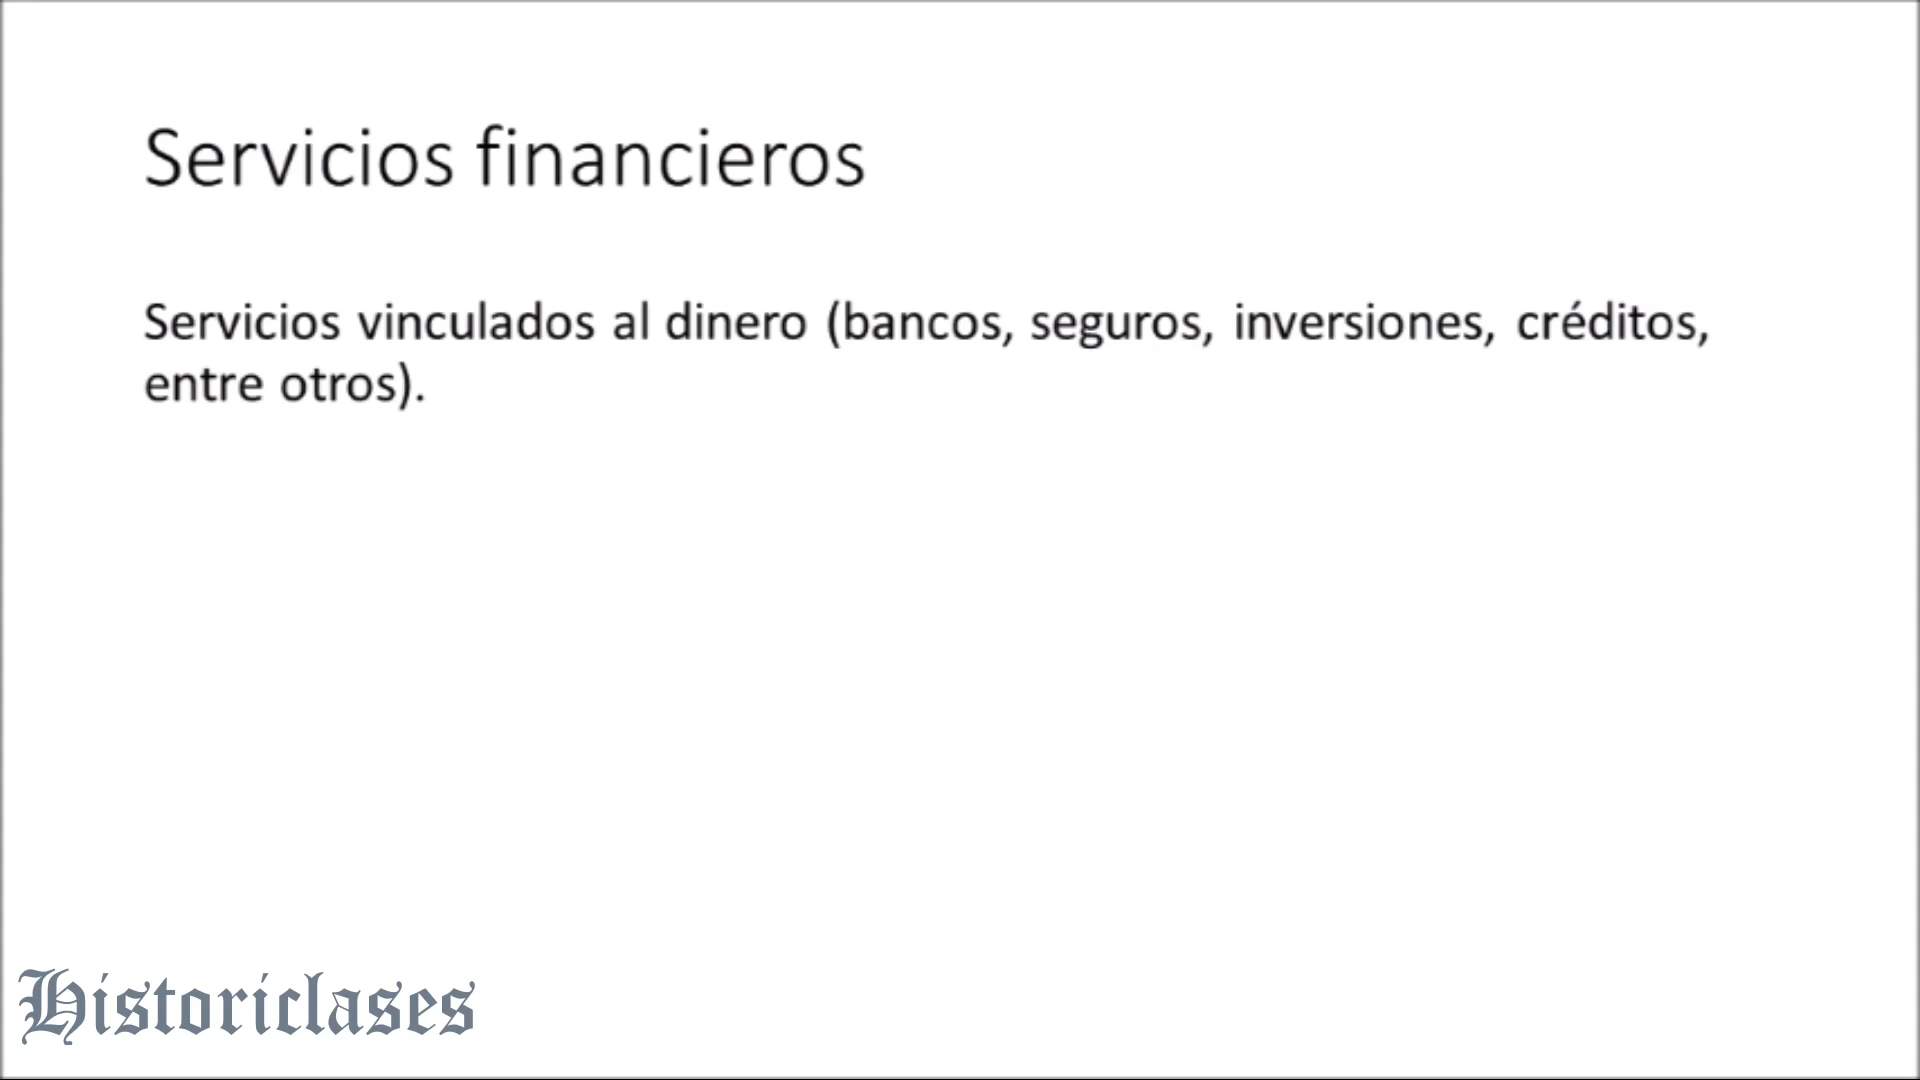 Servicios financieros
Servicios vinculados al dinero (bancos, seguros, inversiones, créditos,
entre otros).
Historiclases